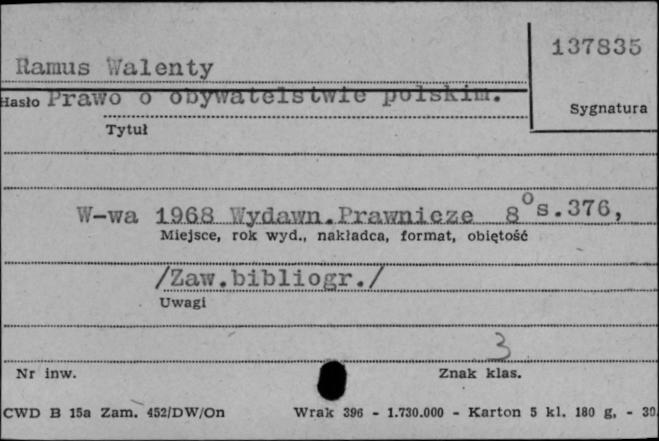 137835
Ramus Walenty
Hasło Prawo o obywatelstwie polskim.
Sygnatura
Tytuł
W-wa 1968 Wydawn.Prawnicze 8° s.376,
Miejsce, rok wyd., nakładca, format, objętość
/Zaw.bibliogr./
Uwagi
3
Nr inw. Znak klas.
CWD B 15a Zam. 452/DW/On Wrak 396 - 1.730.000 - Karton 5 kl. 180 g. - 30.